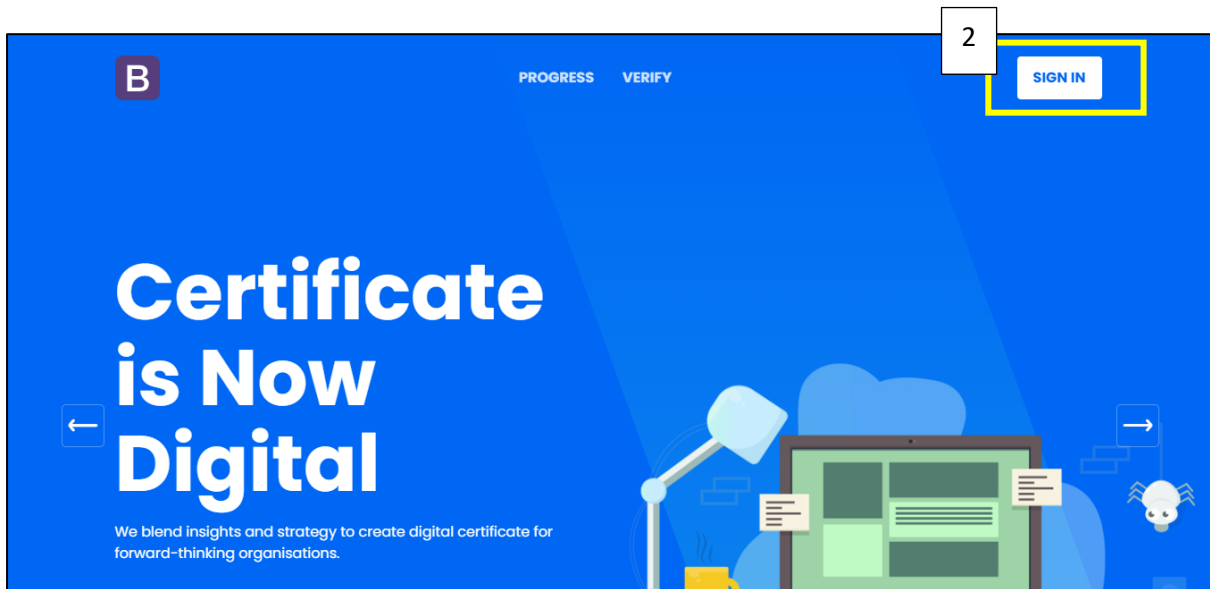 2
B
PROGRESS VERIFY
SIGN IN
Certificate
is Now
Digital
We blend insights and strategy to create digital certificate for
forward-thinking organisations.